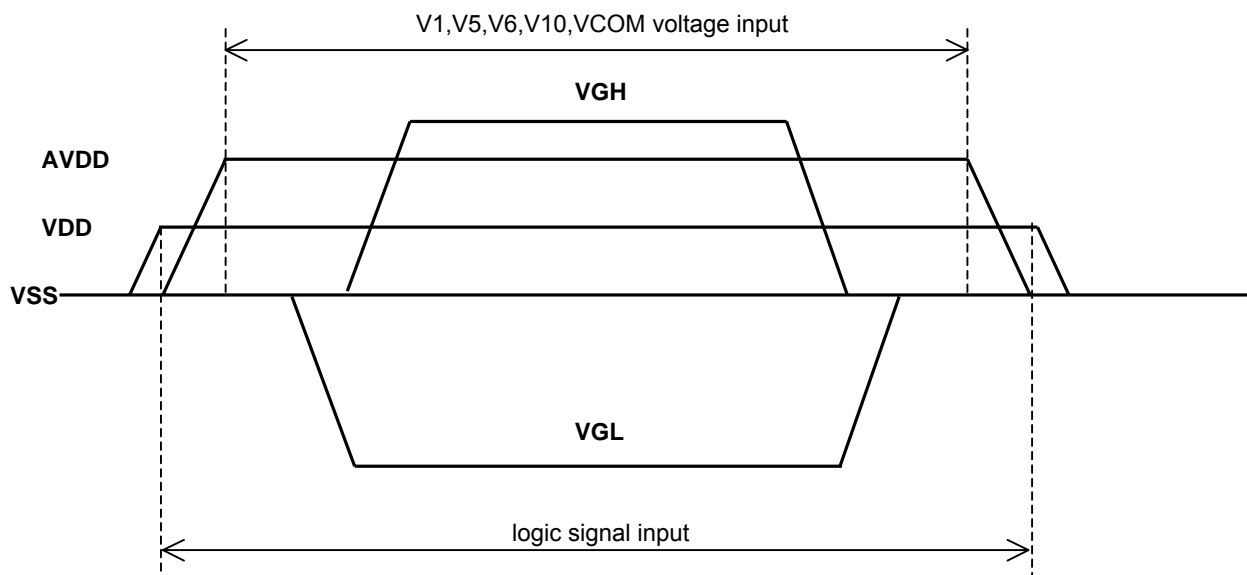 V1,V5,V6,V10,VCOM voltage input
VGH
AVDD
VDD
VSS
VGL
logic signal input